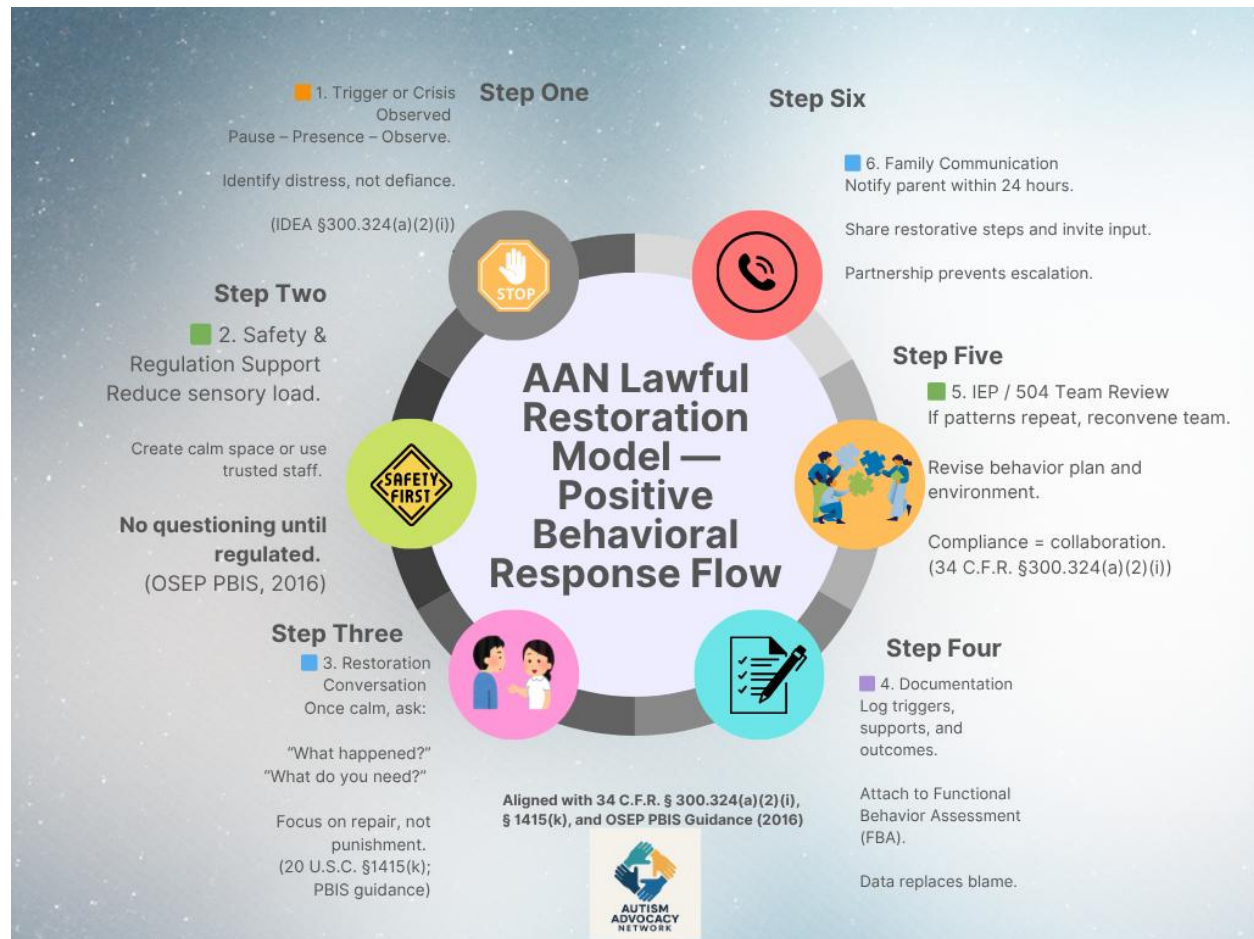 Step One
1. Trigger or Crisis
Observed
Pause – Presence – Observe.
Identify distress, not defiance.
(IDEA §300.324(a)(2)(i))
STOP
Step Two
2. Safety &
Regulation Support
Reduce sensory load.
Create calm space or use
trusted staff.
No questioning until
regulated.
(OSEP PBIS, 2016)
SAFETY
FIRST
Step Three
3. Restoration
Conversation
Once calm, ask:
“What happened?”
“What do you need?”
Focus on repair, not
punishment.
(20 U.S.C. §1415(k);
PBIS guidance)
AAN Lawful
Restoration
Model —
Positive
Behavioral
Response Flow
Step Six
6. Family Communication
Notify parent within 24 hours.
Share restorative steps and invite input.
Partnership prevents escalation.
Step Five
5. IEP / 504 Team Review
If patterns repeat, reconvene team.
Revise behavior plan and
environment.
Compliance = collaboration.
(34 C.F.R. §300.324(a)(2)(i))
Step Four
4. Documentation
Log triggers,
supports, and
outcomes.
Attach to Functional
Behavior Assessment
(FBA).
Data replaces blame.
Aligned with 34 C.F.R. § 300.324(a)(2)(i),
§ 1415(k), and OSEP PBIS Guidance (2016)
AUTISM
ADVOCACY
NETWORK